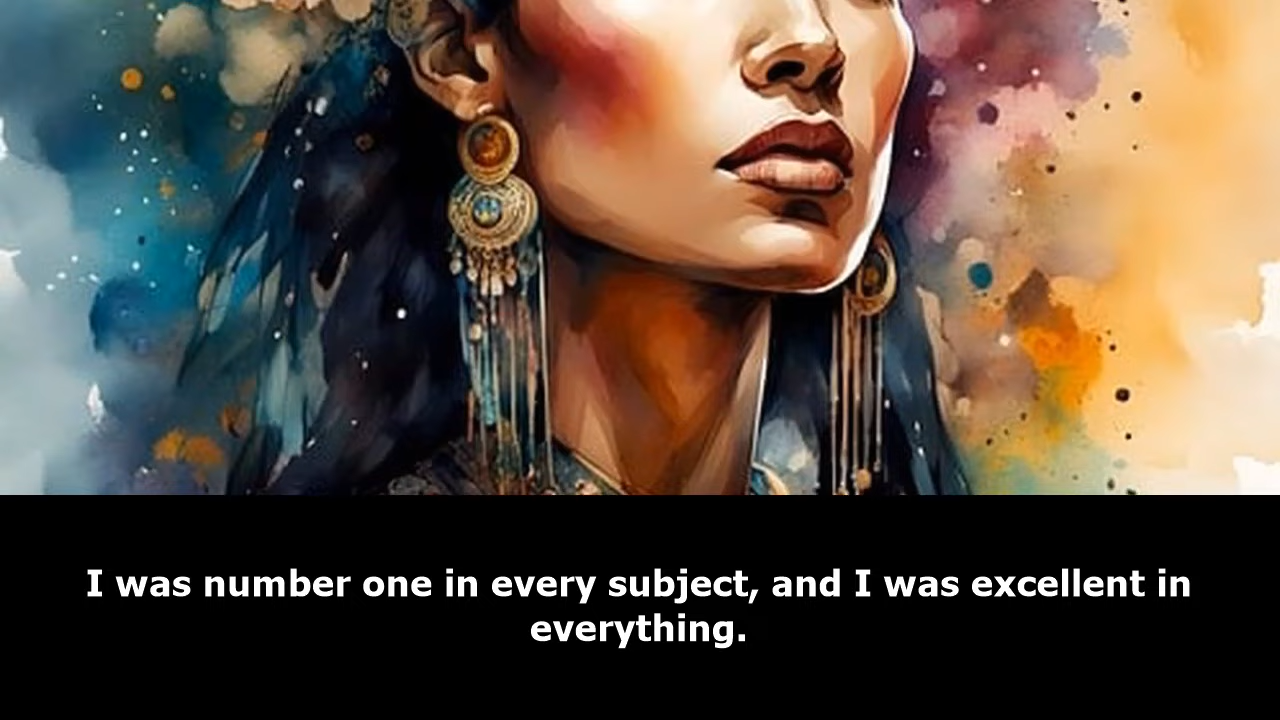 I was number one in every subject, and I was excellent in
everything.